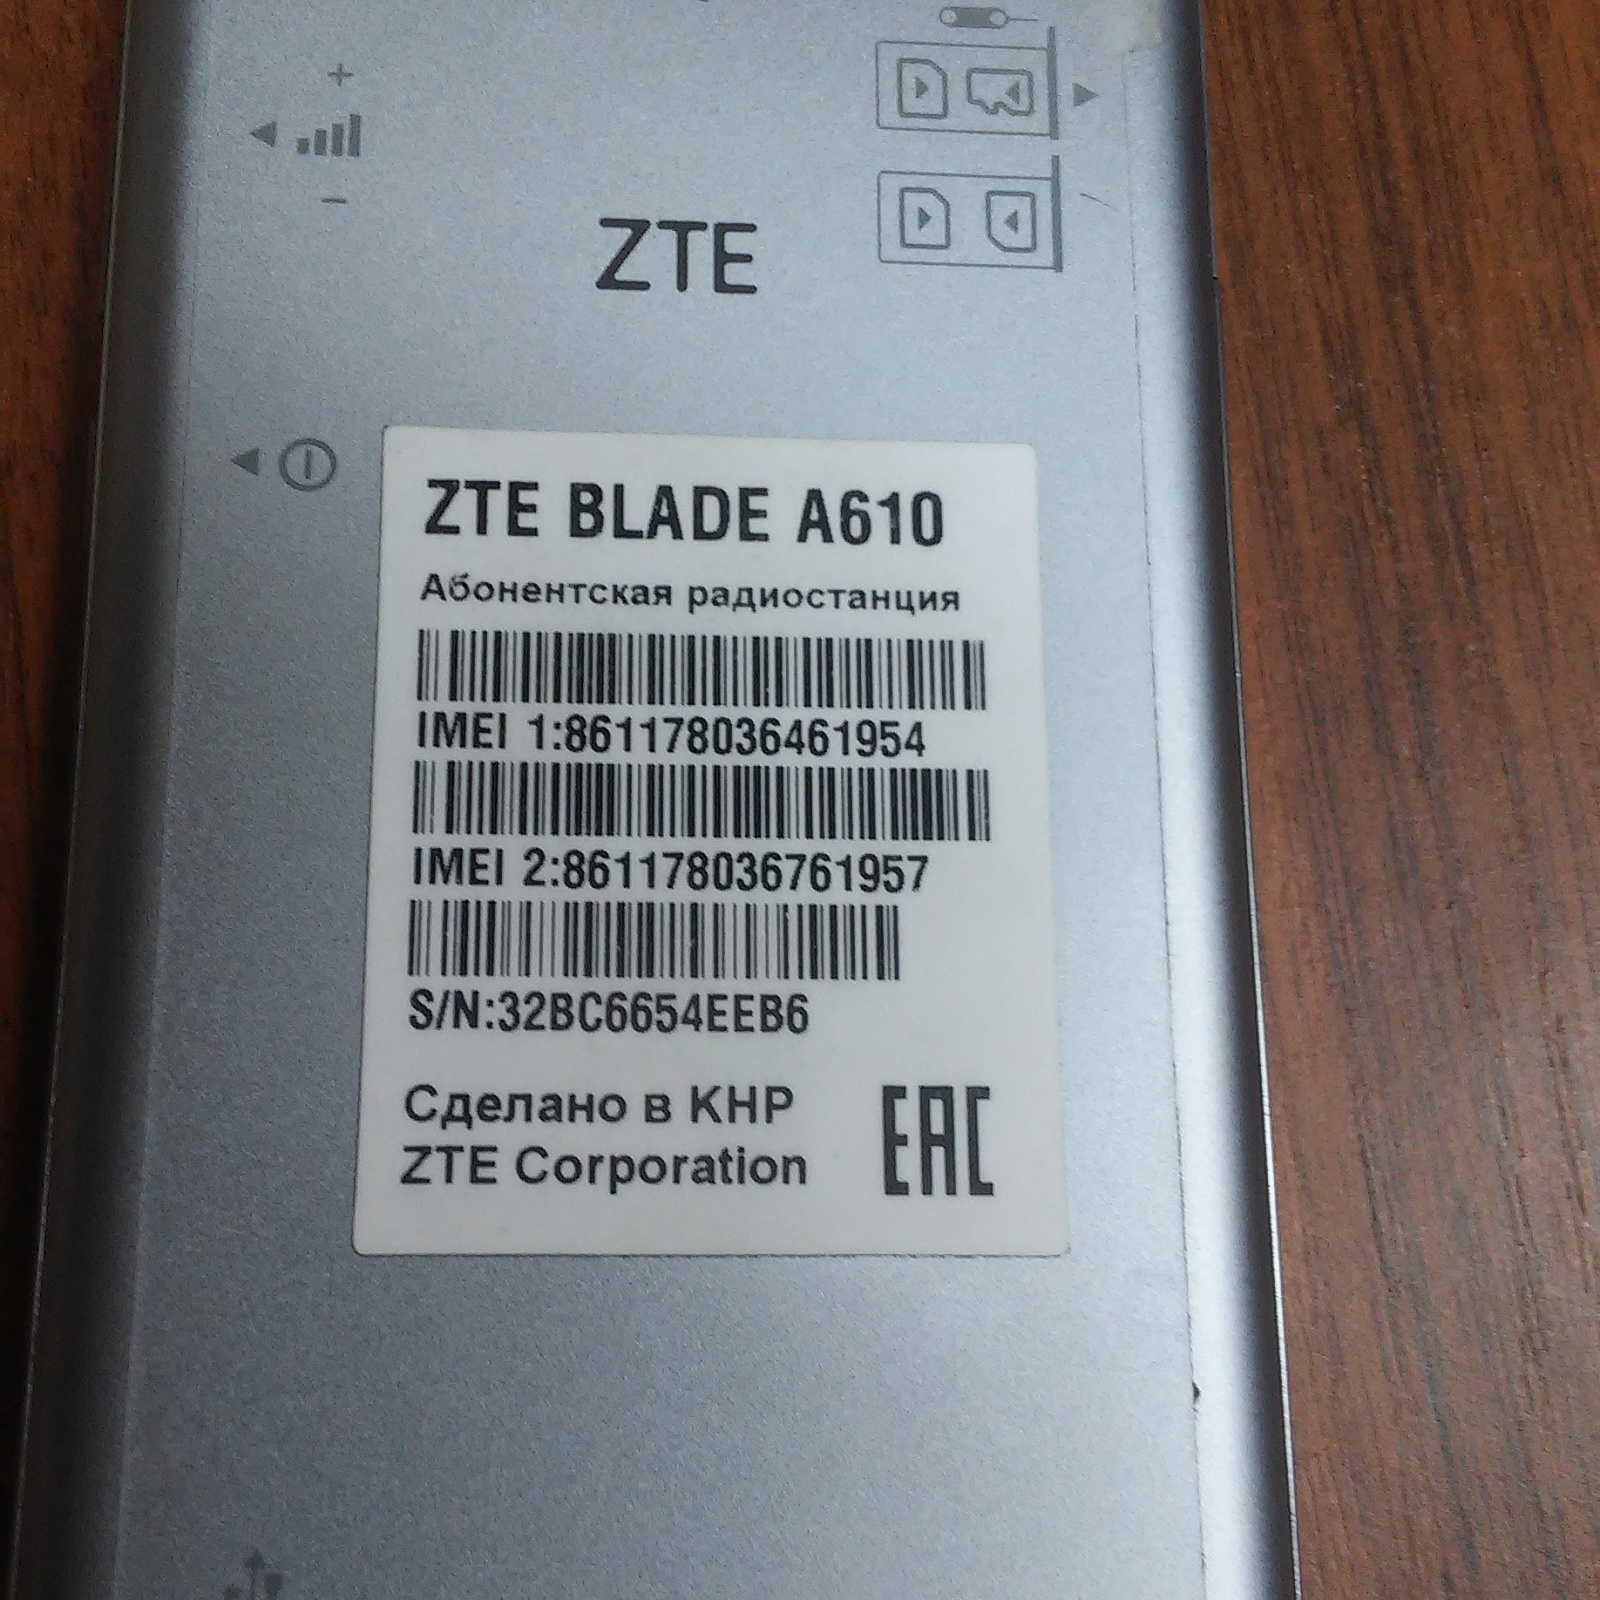 +
−
ZTE
ZTE BLADE A610
Абонентская радиостанция
IMEI 1:861178036461954
IMEI 2:861178036761957
S/N:32BC6654EEB6
Сделано в КНР
ZTE Corporation
EAC